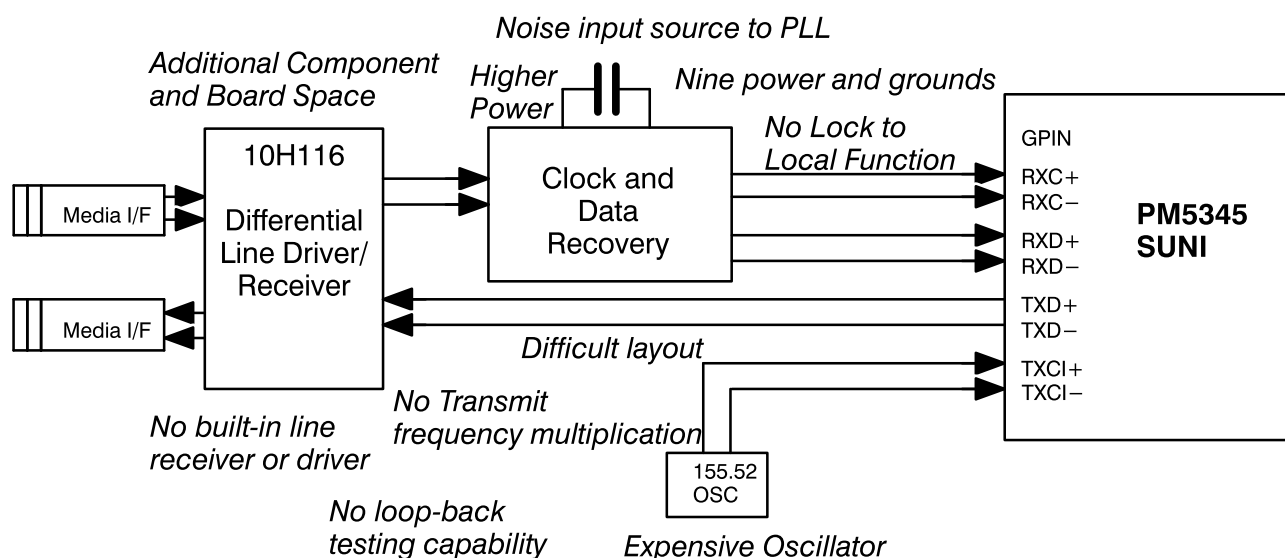 Noise input source to PLL
Additional Component
and Board Space
Higher
Power
Nine power and grounds
No Lock to
Local Function
10H116
Differential
Line Driver/
Receiver
Clock and
Data
Recovery
Media I/F
Media I/F
GPIN
RXC+
RXC−
RXD+
RXD−
TXD+
TXD−
TXCI+
TXCI−
PM5345
SUNI
Difficult layout
No Transmit
frequency multiplication
No built-in line
receiver or driver
155.52
OSC
No loop-back
testing capability
Expensive Oscillator